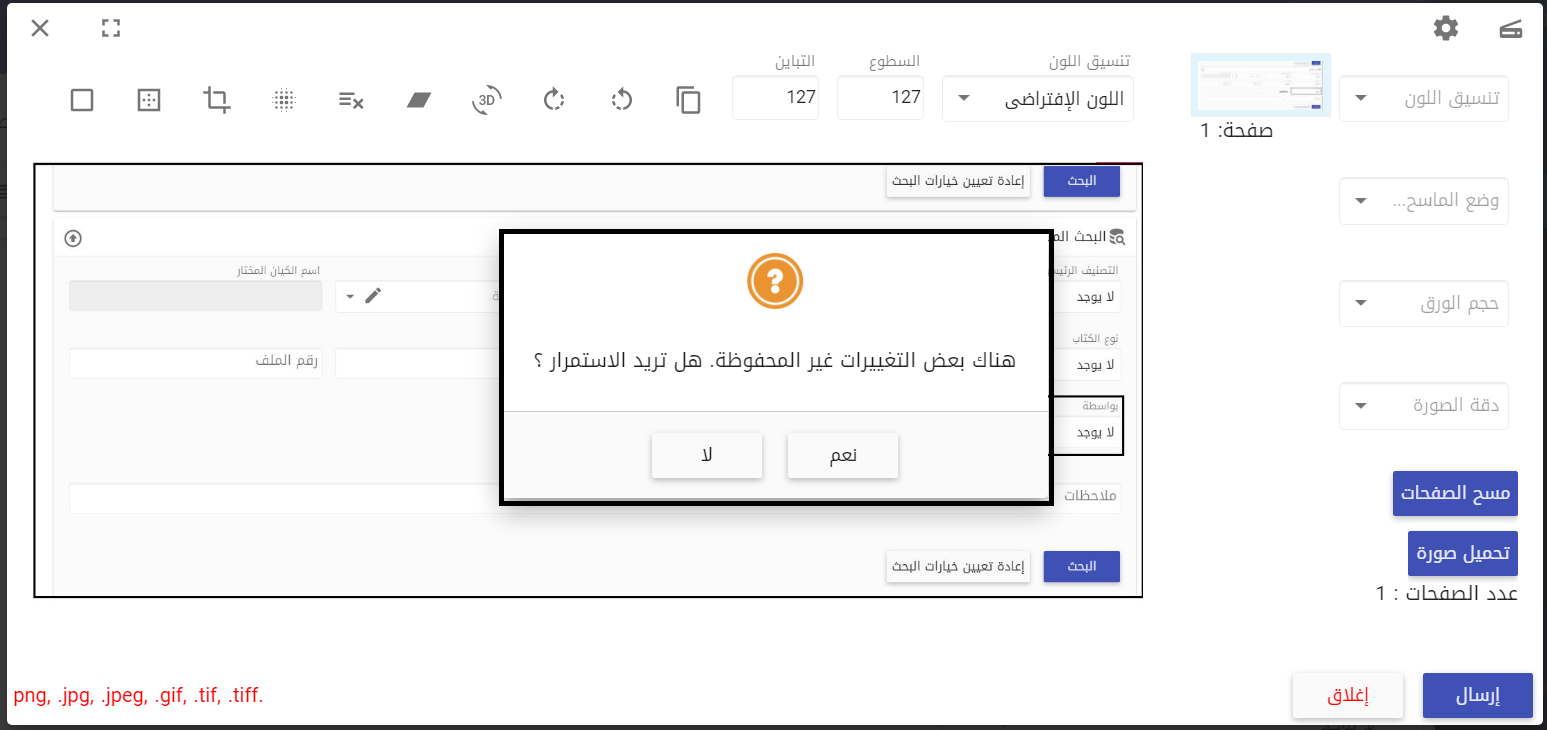 تنسيق اللون
السطوع
التباين
تنسيق اللون
اللون الإفتراضى
127
127
3D
صفحة: 1
وضع الماسح...
حجم الورق
دقة الصورة
مسح الصفحات
تحميل صورة
عدد الصفحات : 1
البحث
إعادة تعيين خيارات البحث
البحث
التصنيف
اسم الكيان المختار
لا يوجد
نوع الكتاب
لا يوجد
رقم الملف
بواسطة
لا يوجد
ملاحظات
البحث
إعادة تعيين خيارات البحث
هناك بعض التغييرات غير المحفوظة. هل تريد الاستمرار ؟
نعم
لا
إرسال
إغلاق
png, .jpg, .jpeg, .gif, .tif, .tiff.